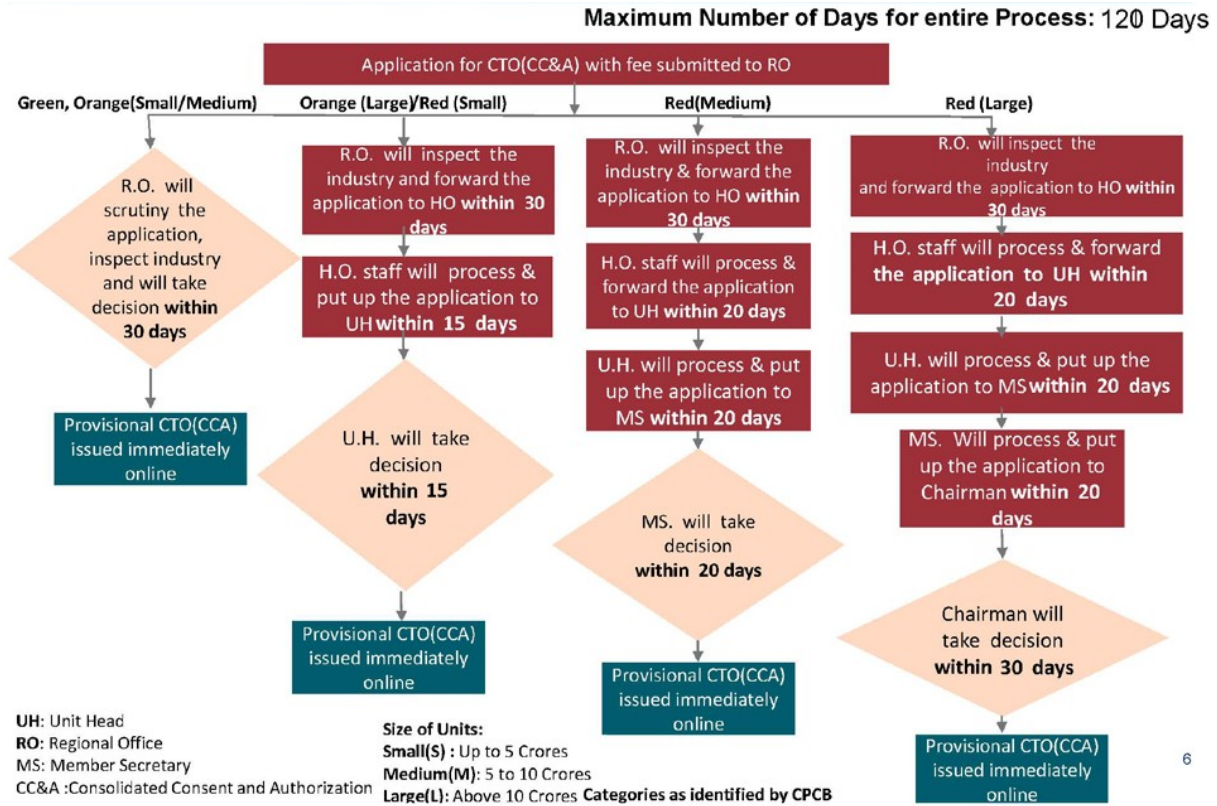 Maximum Number of Days for entire Process: 120 Days
Application for CTO(CC&A) with fee submitted to RO
Green, Orange(Small/Medium)
Orange (Large)/Red (Small)
Red(Medium)
Red (Large)
R.O. will
scrutiny the
application,
inspect industry
and will take
decision within
30 days
Provisional CTO(CCA)
issued immediately
online
R.O. will inspect the
industry and forward the
application to HO within 30
days
H.O. staff will process &
put up the application to
UH within 15 days
U.H. will take
decision
within 15
days
Provisional CTO(CCA)
issued immediately
online
R.O. will inspect the
industry & forward the
application to HO within
30 days
H.O. staff will process &
forward the application
to UH within 20 days
U.H. will process & put
up the application to
MS within 20 days
MS. will take
decision
within 20 days
Provisional CTO(CCA)
issued immediately
online
R.O. will inspect the
industry
and forward the application to HO within
30 days
H.O. staff will process & forward
the application to UH within
20 days
U.H. will process & put up the
application to MS within 20 days
MS. Will process & put
up the application to
Chairman within 20
days
Chairman will
take decision
within 30 days
Provisional CTO(CCA)
issued immediately
online
UH: Unit Head
RO: Regional Office
MS: Member Secretary
CC&A :Consolidated Consent and Authorization
Size of Units:
Small(S) : Up to 5 Crores
Medium(M): 5 to 10 Crores
Large(L): Above 10 Crores Categories as identified by CPCB
6